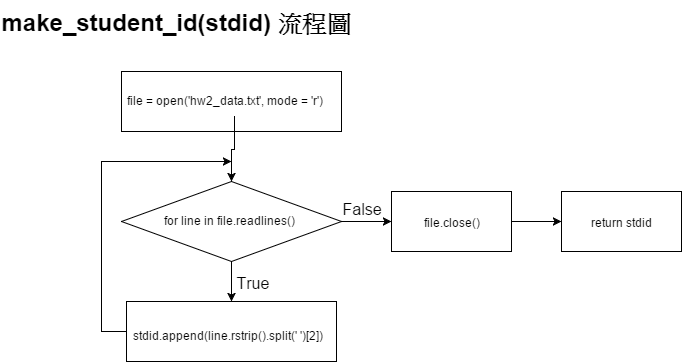 make_student_id(stdid) 流程圖
file = open('hw2_data.txt', mode = 'r')
for line in file.readlines()
False
file.close()
return stdid
True
stdid.append(line.rstrip().split(' ')[2])